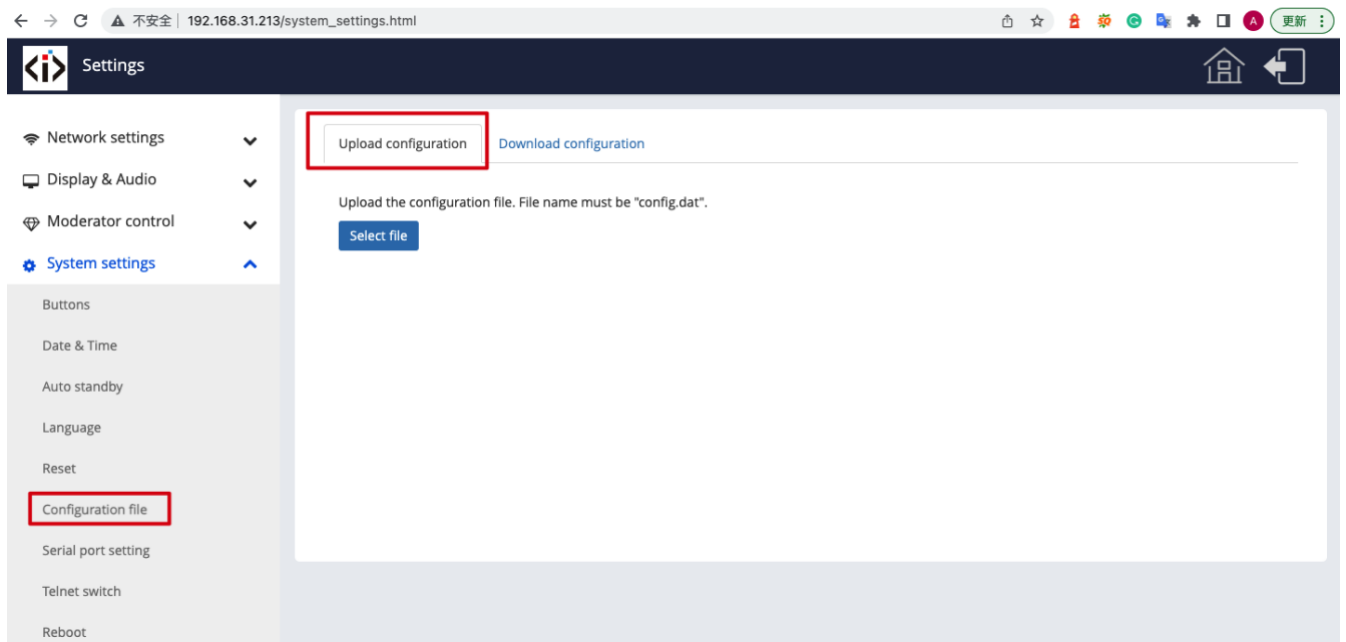 不安全 192.168.31.213/system_settings.html
A 更新
<i> Settings
Network settings
Display & Audio
Moderator control
System settings
Buttons
Date & Time
Auto standby
Language
Reset
Configuration file
Serial port setting
Telnet switch
Reboot
Upload configuration Download configuration
Upload the configuration file. File name must be "config.dat".
Select file